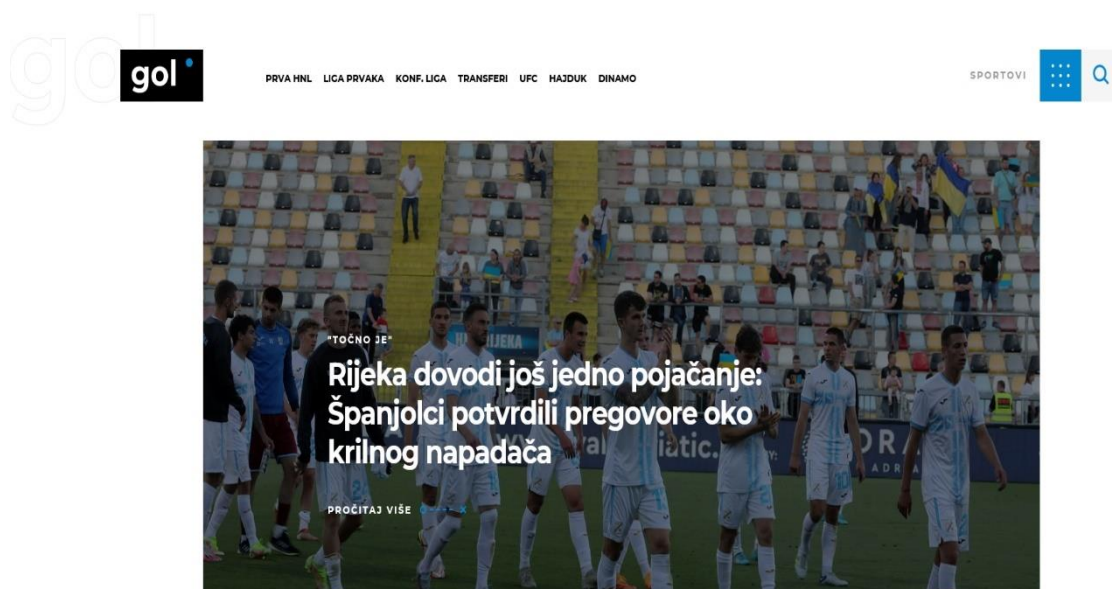 gol
gol
PRVA HNL LIGA PRVAKA KONF. LIGA TRANSFERI UFC HAJDUK DINAMO
SPORTOVI
"TOČNO JE"
Rijeka dovodi još jedno pojačanje:
Španjolci potvrdili pregovore oko
krilnog napadača
PROČITAJ VIŠE